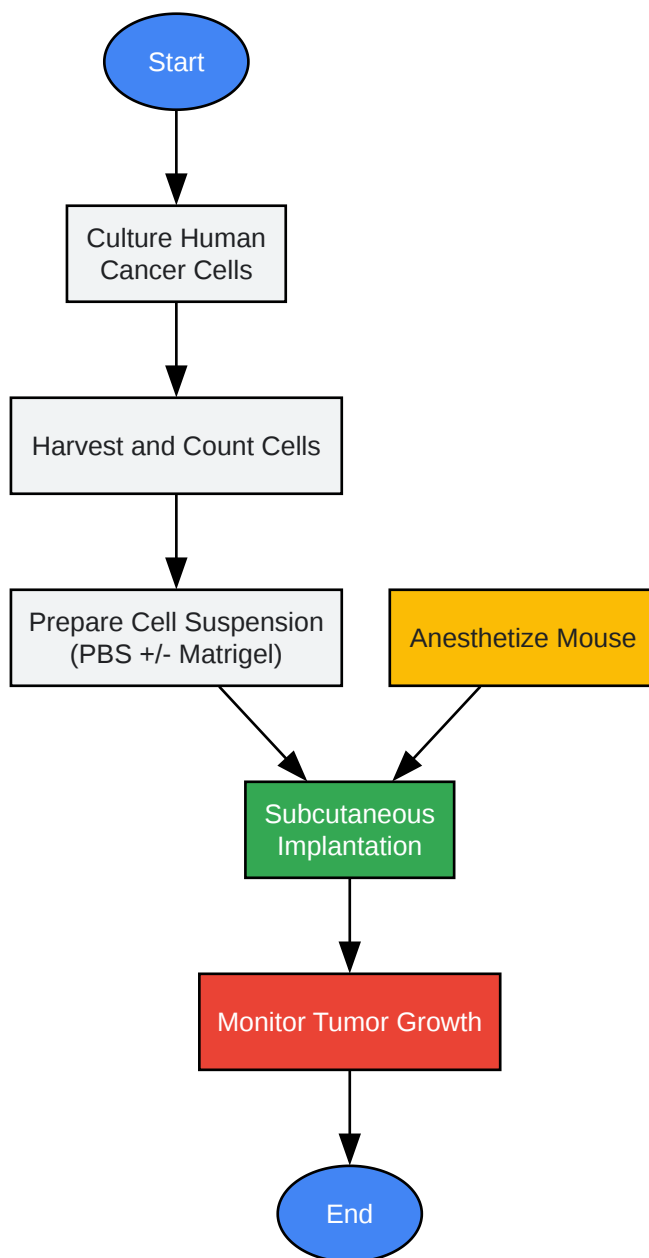 Start
Culture Human
Cancer Cells
Harvest and Count Cells
Prepare Cell Suspension
(PBS +/- Matrigel)
Anesthetize Mouse
Subcutaneous
Implantation
Monitor Tumor Growth
End